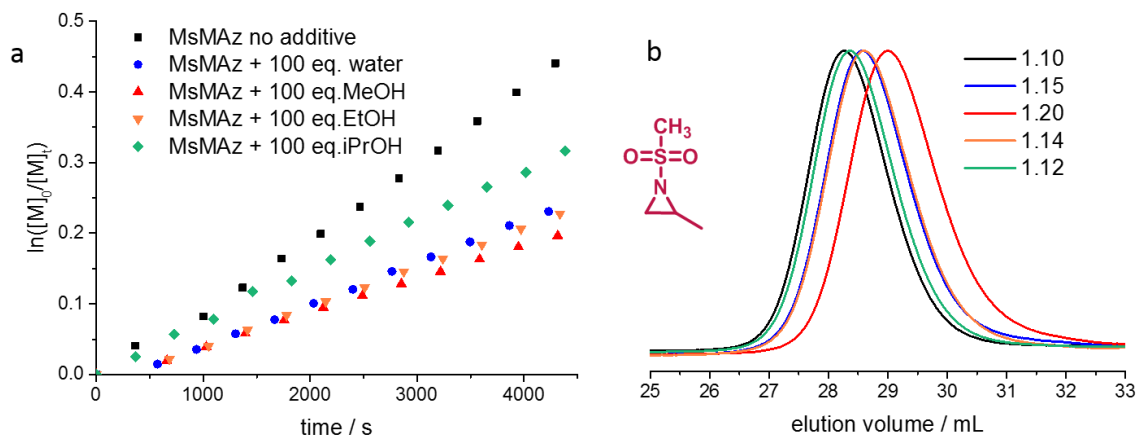 a
0.5
0.4
0.3
0.2
0.1
0.0
ln([M]₀/[M]ₜ)
MsMAz no additive
MsMAz + 100 eq. water
MsMAz + 100 eq.MeOH
MsMAz + 100 eq.EtOH
MsMAz + 100 eq.iPrOH
0 1000 2000 3000 4000
time / s
b
1.10
1.15
1.20
1.14
1.12
CH₃
O=S=O
N
25 26 27 28 29 30 31 32 33
elution volume / mL